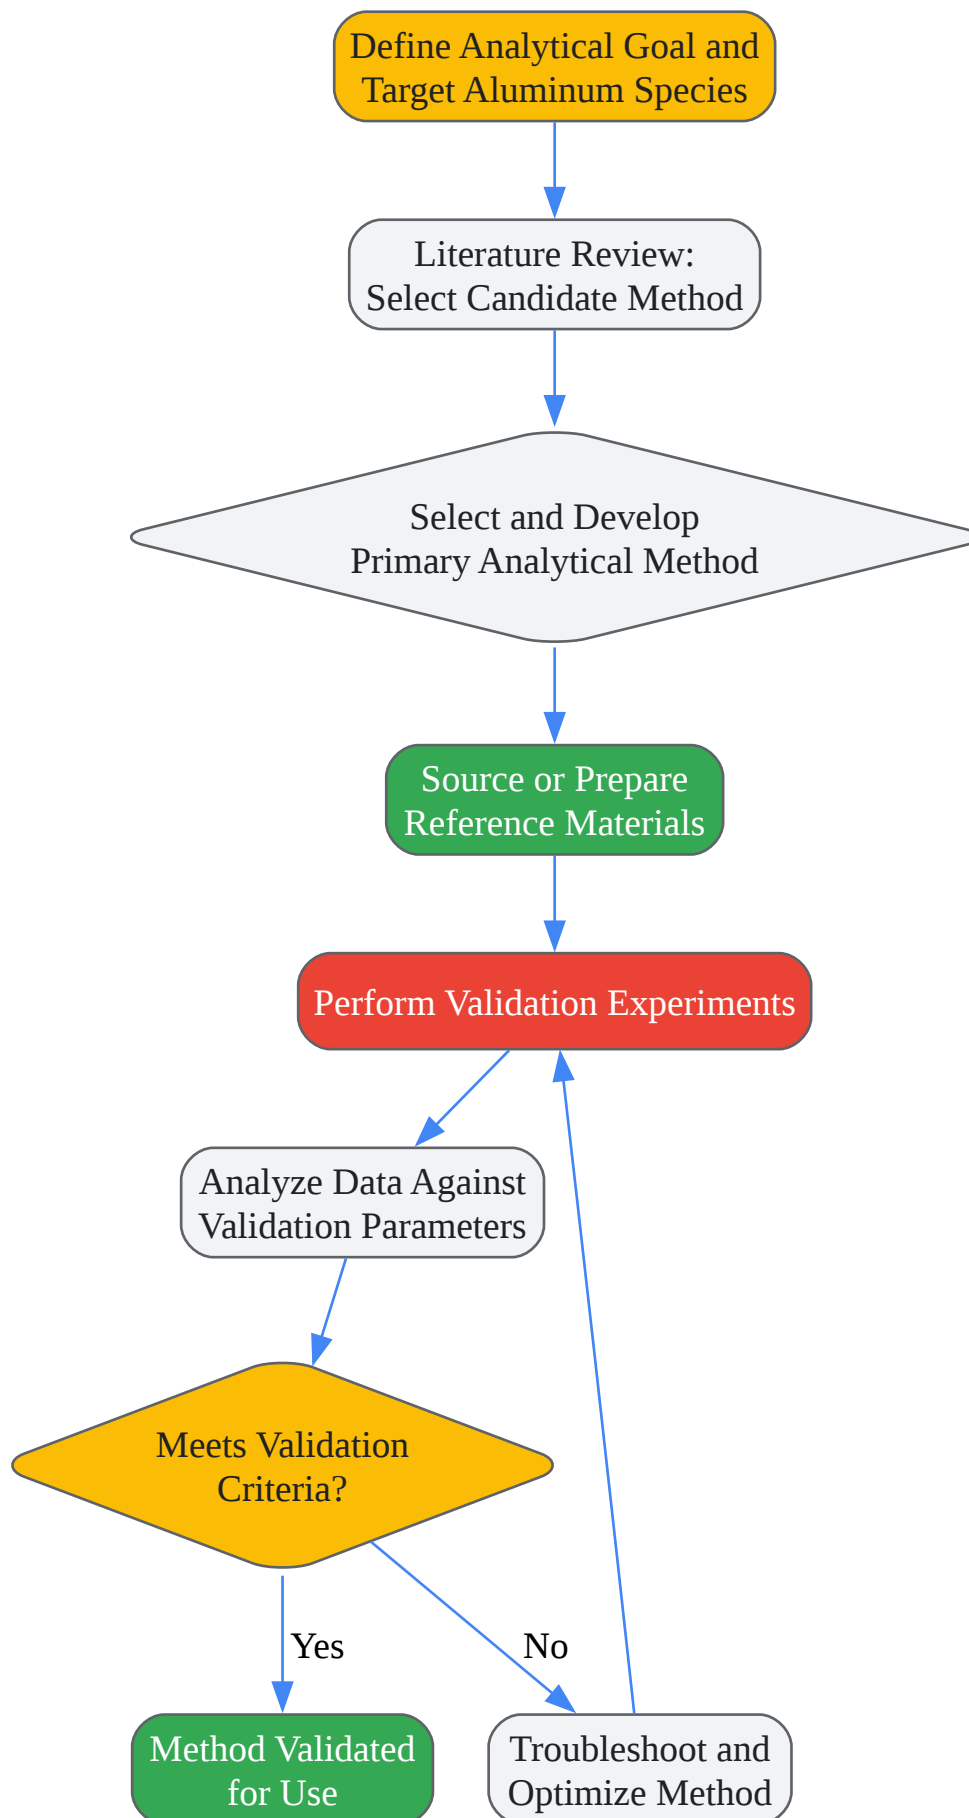 Define Analytical Goal and
Target Aluminum Species
Literature Review:
Select Candidate Method
Select and Develop
Primary Analytical Method
Source or Prepare
Reference Materials
Perform Validation Experiments
Analyze Data Against
Validation Parameters
Meets Validation
Criteria?
Yes
No
Method Validated
for Use
Troubleshoot and
Optimize Method